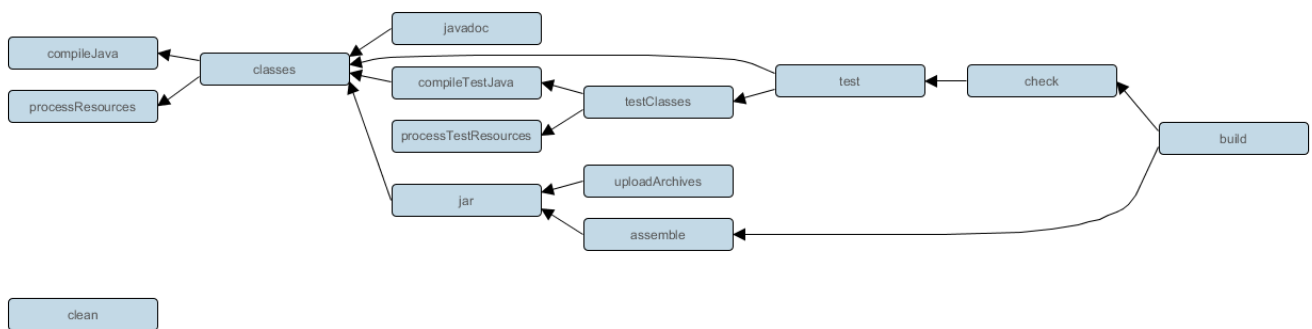 javadoc
compileJava
classes
compileTestJava
test
check
processResources
testClasses
processTestResources
build
uploadArchives
jar
assemble
clean